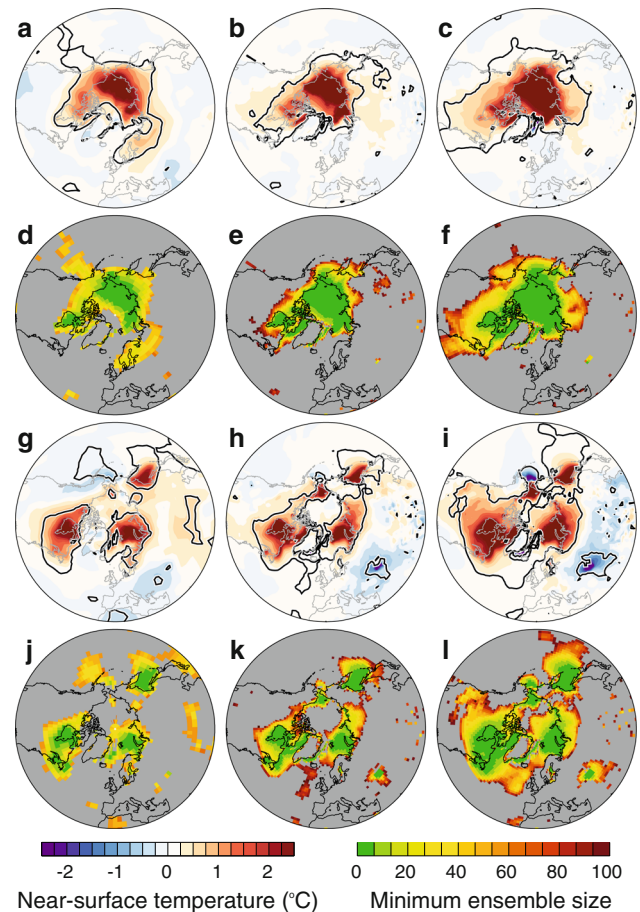 a b c
d e f
g h i
j k l
-2 -1 0 1 2
0 20 40 60 80 100
Near-surface temperature (°C) Minimum ensemble size